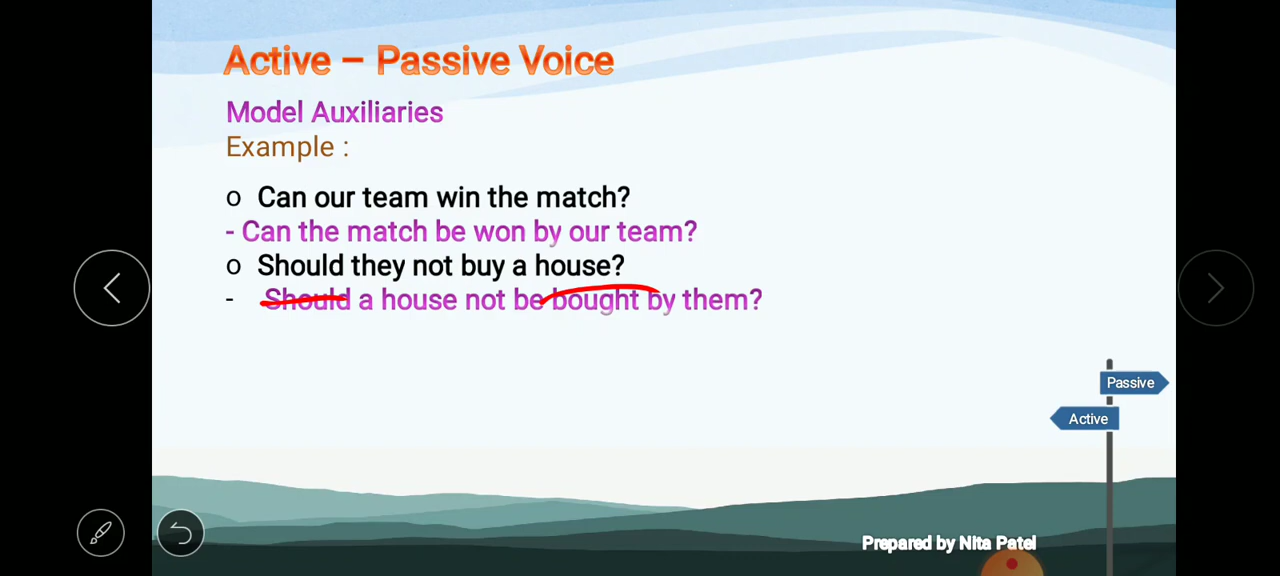 Active – Passive Voice
Model Auxiliaries
Example :
o Can our team win the match?
- Can the match be won by our team?
o Should they not buy a house?
- Should a house not be bought by them?
Passive
Active
Prepared by Nita Patel